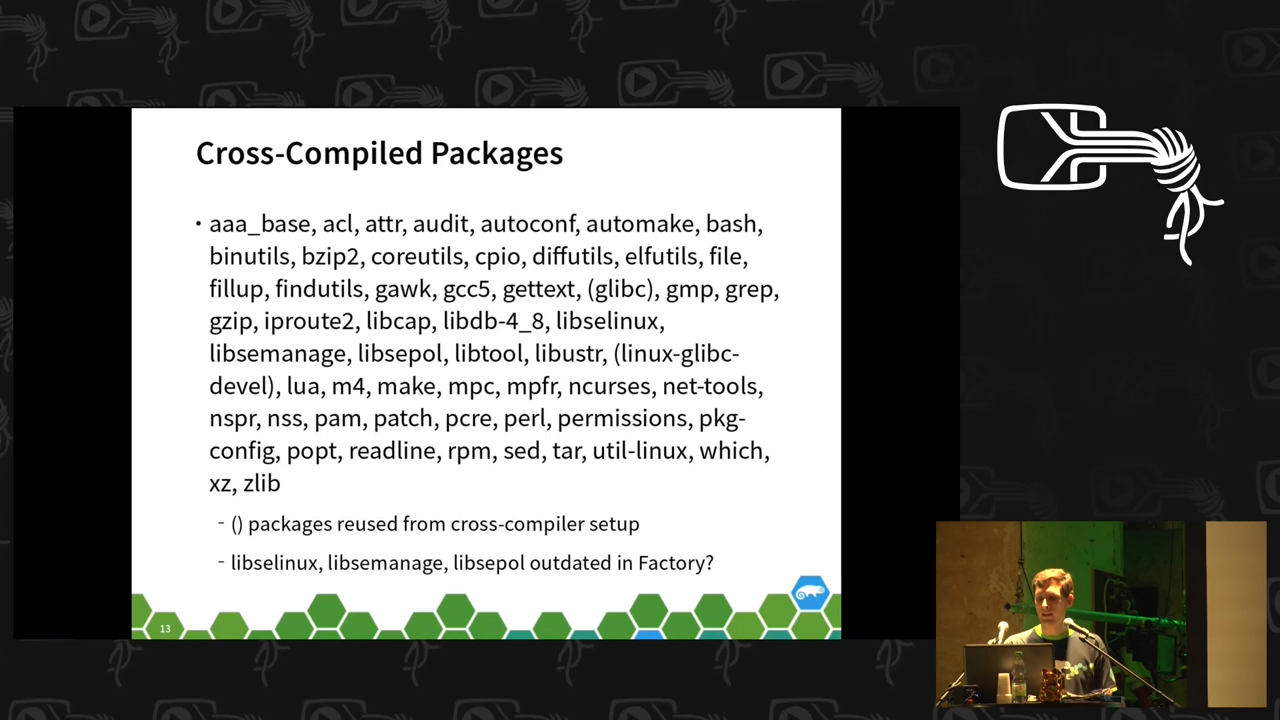 Cross-Compiled Packages
• aaa_base, acl, attr, audit, autoconf, automake, bash,
binutils, bzip2, coreutils, cpio, diffutils, elfutils, file,
fillup, findutils, gawk, gcc5, gettext, (glibc), gmp, grep,
gzip, iproute2, libcap, libdb-4_8, libselinux,
libsemanage, libsepol, libtool, libustr, (linux-glibc-
devel), lua, m4, make, mpc, mpfr, ncurses, net-tools,
nspr, nss, pam, patch, pcre, perl, permissions, pkg-
config, popt, readline, rpm, sed, tar, util-linux, which,
xz, zlib
- () packages reused from cross-compiler setup
- libselinux, libsemanage, libsepol outdated in Factory?
13